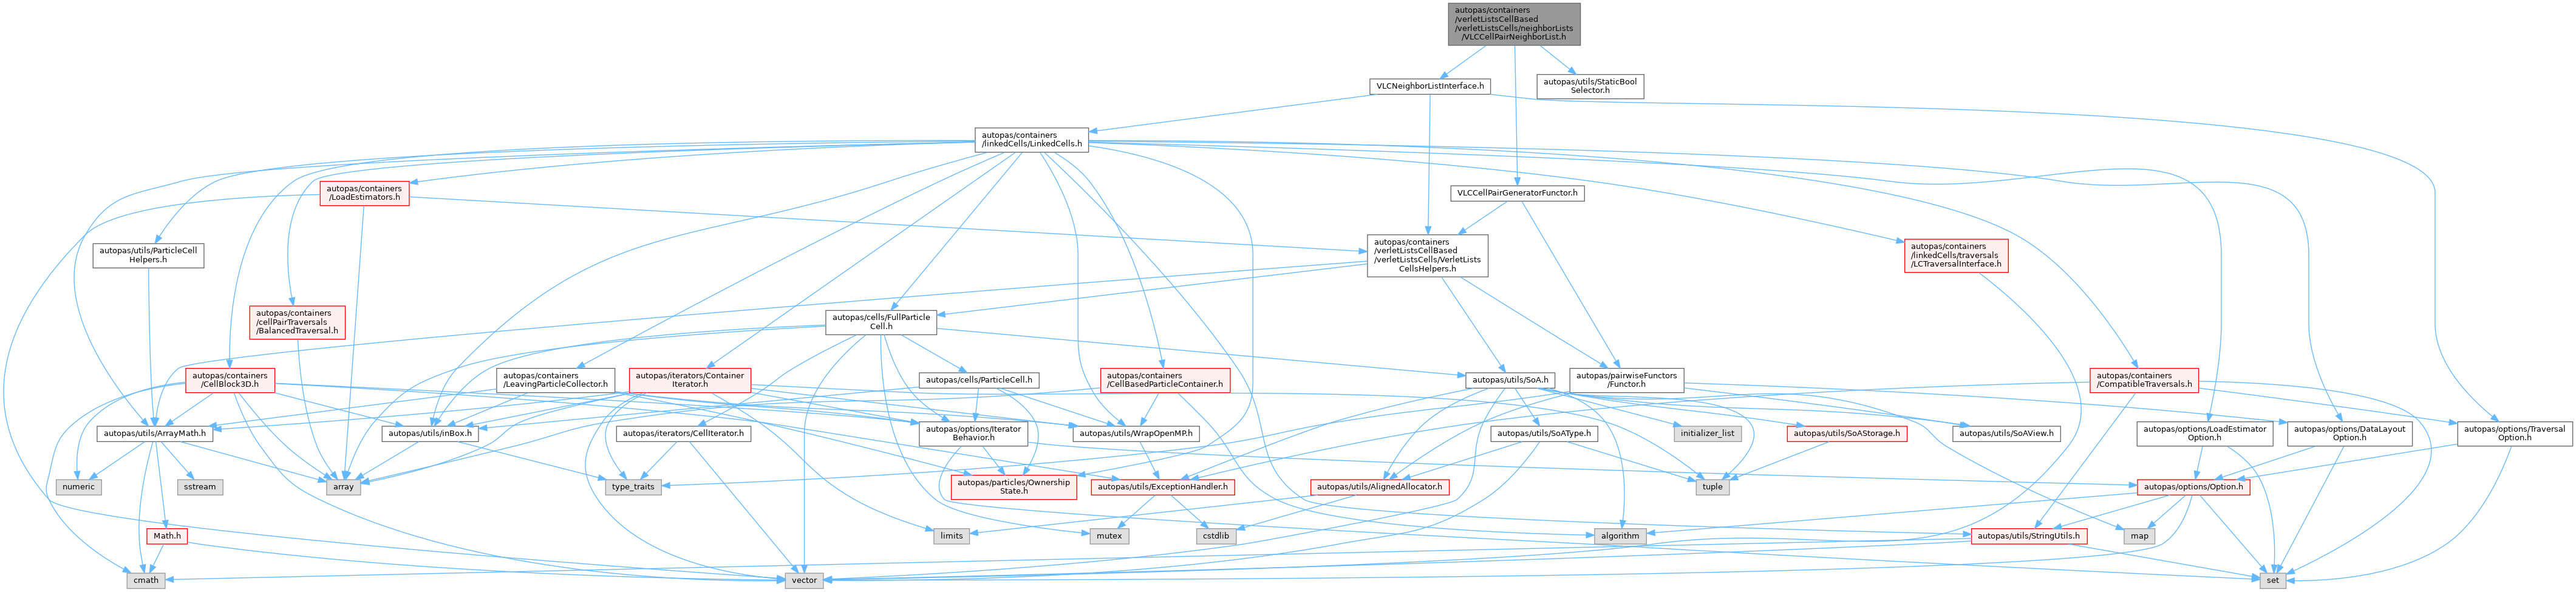 autopas/containers
/verletListsCellBased
/verletListsCells/neighborLists
/VLCCellPairNeighborList.h
VLCNeighborListInterface.h
autopas/utils/StaticBool
Selector.h
autopas/containers
/linkedCells/LinkedCells.h
autopas/containers
/LoadEstimators.h
VLCCellPairGeneratorFunctor.h
autopas/utils/ParticleCell
Helpers.h
autopas/containers
/verletListsCellBased
/verletListsCells/VerletLists
CellsHelpers.h
autopas/containers
/linkedCells/traversals
/LCTraversalInterface.h
autopas/containers
/cellPairTraversals
/BalancedTraversal.h
autopas/cells/FullParticle
Cell.h
autopas/containers
/CellBlock3D.h
autopas/containers
/LeavingParticleCollector.h
autopas/iterators/Container
Iterator.h
autopas/cells/ParticleCell.h
autopas/containers
/CellBasedParticleContainer.h
autopas/utils/SoA.h
autopas/pairwiseFunctors
/Functor.h
autopas/containers
/CompatibleTraversals.h
autopas/utils/ArrayMath.h
autopas/utils/inBox.h
autopas/iterators/CellIterator.h
autopas/options/Iterator
Behavior.h
autopas/utils/WrapOpenMP.h
autopas/utils/SoAType.h
initializer_list
autopas/utils/SoAStorage.h
autopas/utils/SoAView.h
autopas/options/LoadEstimator
Option.h
autopas/options/DataLayout
Option.h
autopas/options/Traversal
Option.h
numeric
sstream
array
type_traits
autopas/particles/Ownership
State.h
autopas/utils/ExceptionHandler.h
autopas/utils/AlignedAllocator.h
tuple
autopas/options/Option.h
Math.h
limits
mutex
cstdlib
algorithm
autopas/utils/StringUtils.h
map
cmath
vector
set